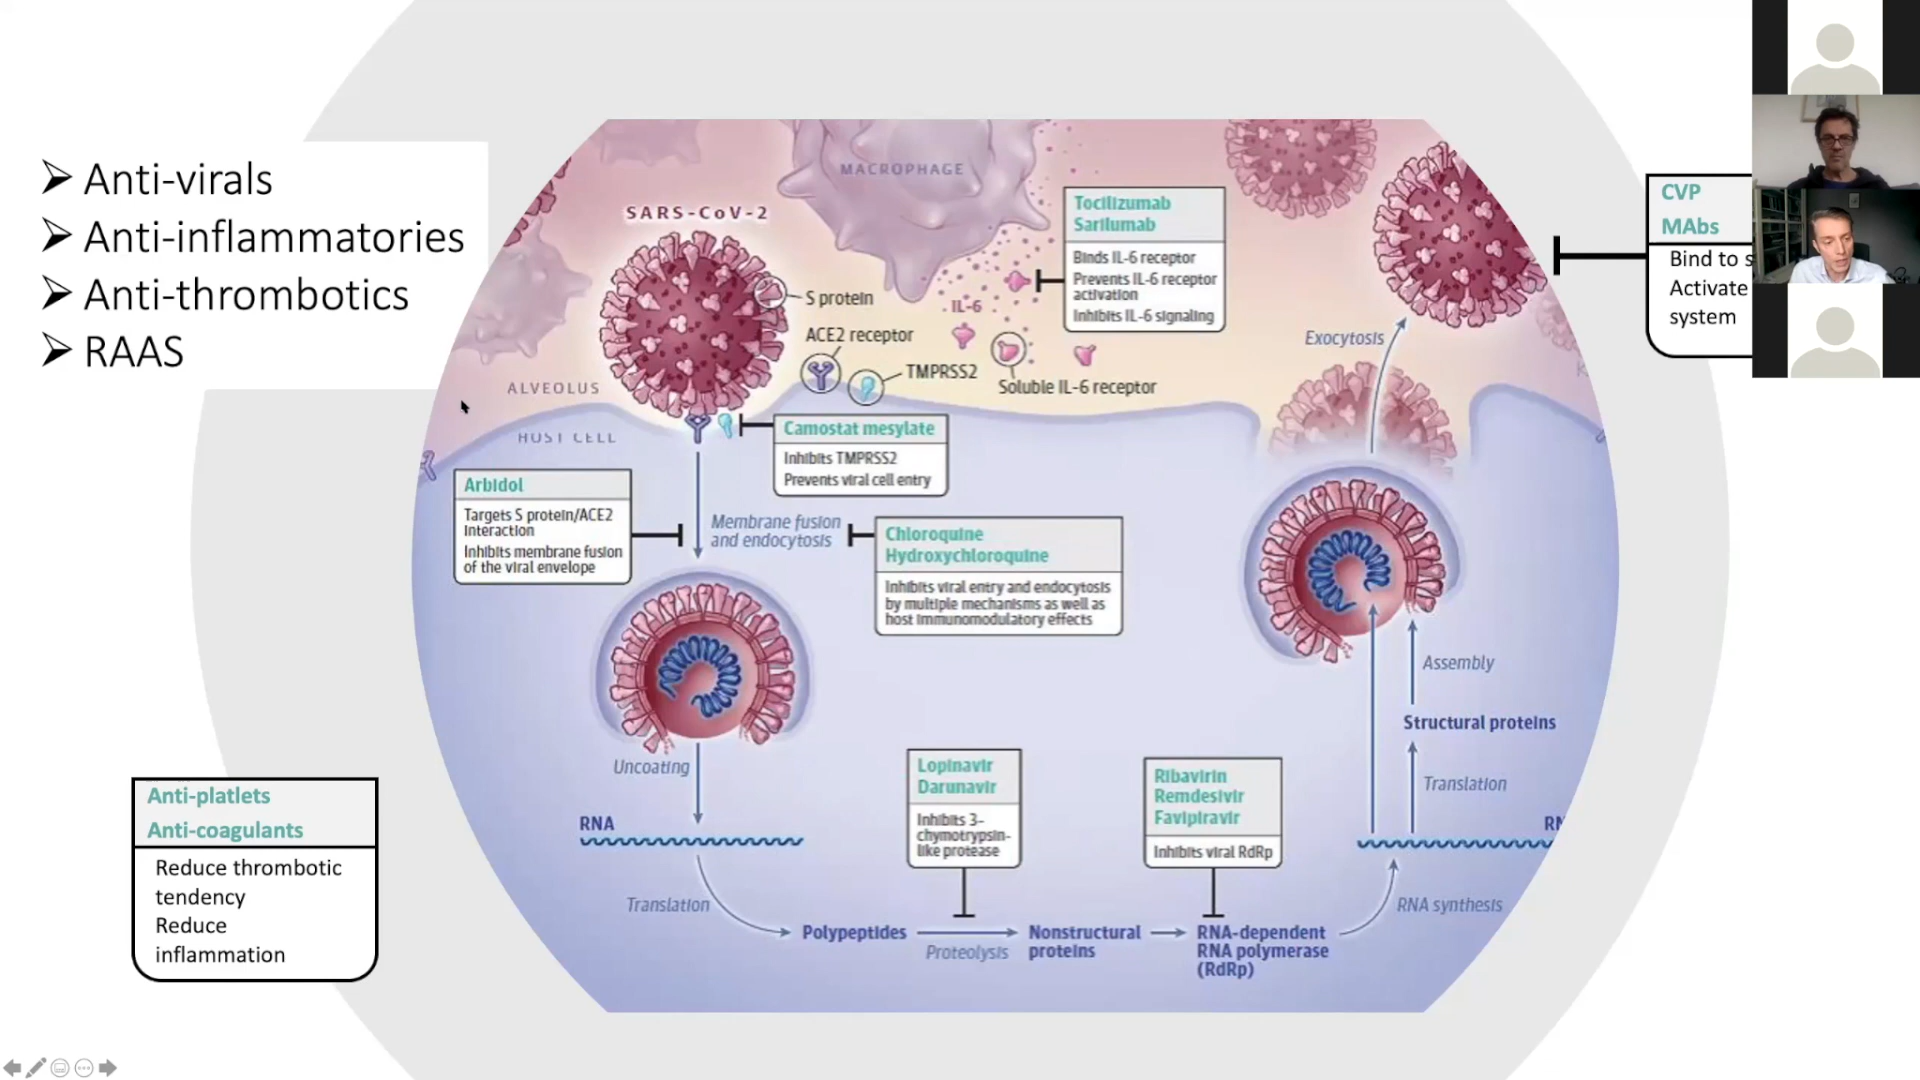 Anti-virals
Anti-inflammatories
Anti-thrombotics
RAAS
MACROPHAGE
SARS-CoV-2
S protein
ACE2 receptor
TMPRSS2
IL-6
Soluble IL-6 receptor
Tocilizumab
Sarilumab
Binds IL-6 receptor
Prevents IL-6 receptor
activation
Inhibits IL-6 signaling
CVP
MAbs
Bind to
Activate
system
Exocytosis
ALVEOLUS
HOST CELL
Camostat mesylate
Inhibits TMPRSS2
Prevents viral cell entry
Arbidol
Targets S protein/ACE2
interaction
Inhibits membrane fusion
of the viral envelope
Membrane fusion
and endocytosis
Chloroquine
Hydroxychloroquine
Inhibits viral entry and endocytosis
by multiple mechanisms as well as
host immunomodulatory effects
Uncoating
RNA
Translation
Polypeptides
Proteolysis
Lopinavir
Darunavir
Inhibits 3-
chymotrypsin-
like protease
Nonstructural
proteins
Ribavirin
Remdesivir
Favipiravir
Inhibits viral RdRp
RNA-dependent
RNA polymerase
(RdRp)
RNA synthesis
Translation
Structural proteins
Assembly
Anti-platlets
Anti-coagulants
Reduce thrombotic
tendency
Reduce
inflammation